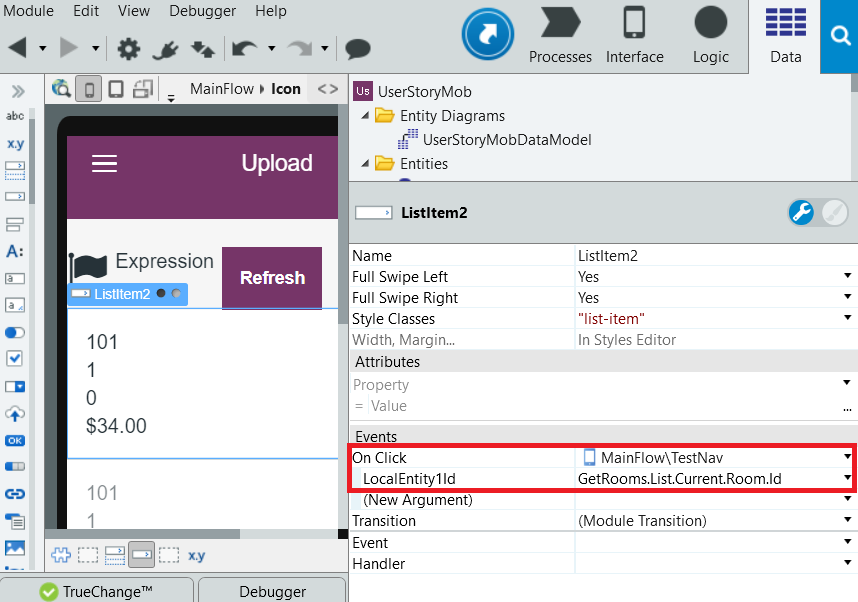 Module Edit View Debugger Help
Processes Interface Logic Data
MainFlow Icon <>
abc
x.y
A:
a
a
OK
Upload
Expression Refresh
ListItem2
101
1
0
$34.00
101
1
x.y
TrueChange™ Debugger
Us UserStoryMob
Entity Diagrams
UserStoryMobDataModel
Entities
ListItem2
Name ListItem2
Full Swipe Left Yes
Full Swipe Right Yes
Style Classes "list-item"
Width, Margin... In Styles Editor
Attributes
Property
= Value ...
Events
On Click MainFlow\TestNav
LocalEntity1Id GetRooms.List.Current.Room.Id
(New Argument)
Transition (Module Transition)
Event
Handler